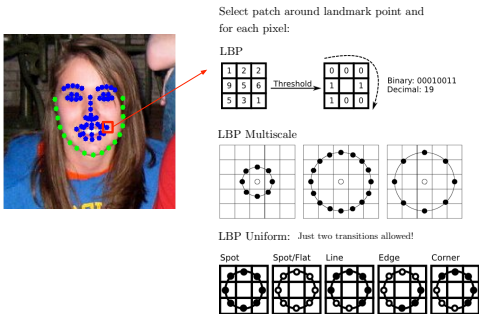 Select patch around landmark point and
for each pixel:
LBP
1 2 2
9 5 6
5 3 1
Threshold
0 0 0
1 1
1 0 0
Binary: 00010011
Decimal: 19
LBP Multiscale
LBP Uniform: Just two transitions allowed!
Spot Spot/Flat Line Edge Corner